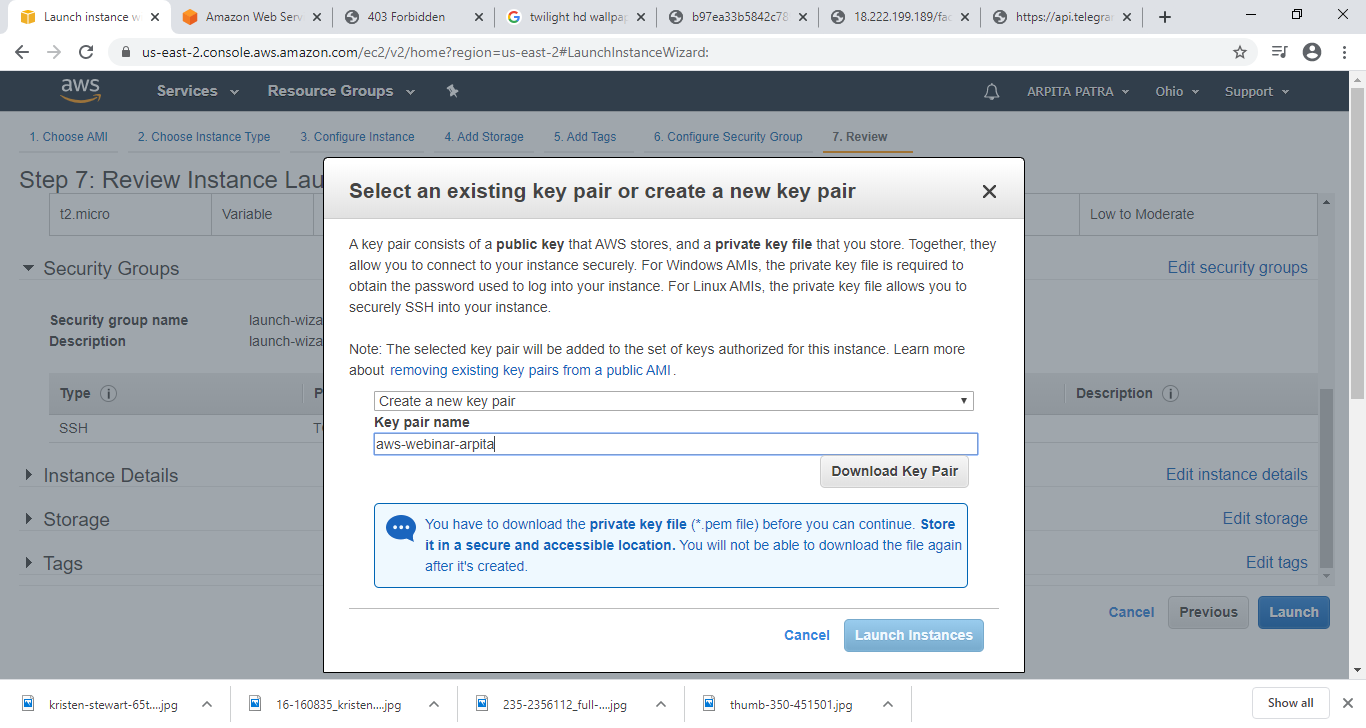 Launch instance w
Amazon Web Serv
403 Forbidden
twilight hd wallpap
b97ea33b5842c78
18.222.199.189/fac
https://api.telegra
us-east-2.console.aws.amazon.com/ec2/v2/home?region=us-east-2#LaunchInstanceWizard:
aws
Services
Resource Groups
ARPITA PATRA
Ohio
Support
1. Choose AMI
2. Choose Instance Type
3. Configure Instance
4. Add Storage
5. Add Tags
6. Configure Security Group
7. Review
Step 7: Review Instance Lau
t2.micro
Variable
Low to Moderate
Security Groups
Edit security groups
Security group name
launch-wiza
Description
launch-wiza
Type
P
Description
SSH
TC
Instance Details
Edit instance details
Storage
Edit storage
Tags
Edit tags
Cancel
Previous
Launch
Select an existing key pair or create a new key pair
A key pair consists of a public key that AWS stores, and a private key file that you store. Together, they
allow you to connect to your instance securely. For Windows AMIs, the private key file is required to
obtain the password used to log into your instance. For Linux AMIs, the private key file allows you to
securely SSH into your instance.
Note: The selected key pair will be added to the set of keys authorized for this instance. Learn more
about removing existing key pairs from a public AMI.
Create a new key pair
Key pair name
aws-webinar-arpita
Download Key Pair
You have to download the private key file (*.pem file) before you can continue. Store
it in a secure and accessible location. You will not be able to download the file again
after it's created.
Cancel
Launch Instances
kristen-stewart-65t....jpg
16-160835_kristen....jpg
235-2356112_full-....jpg
thumb-350-451501.jpg
Show all